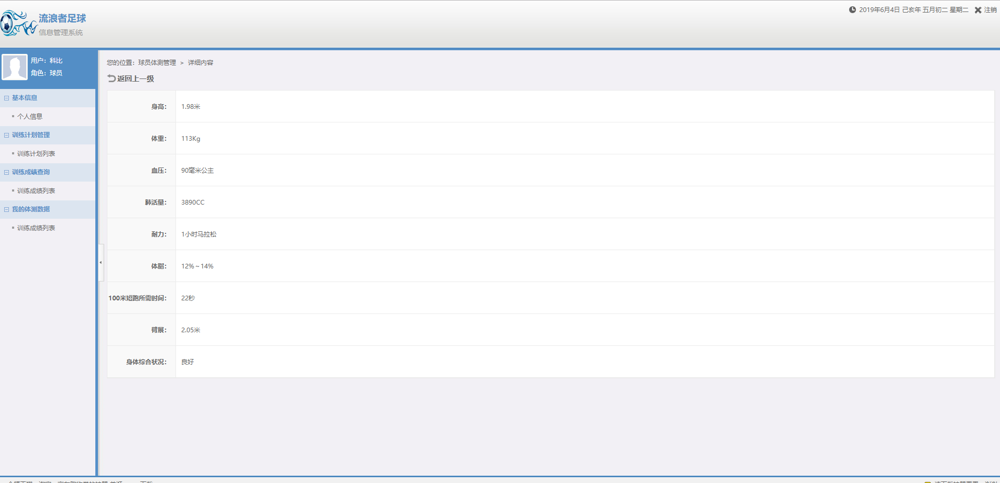 流浪者足球
信息管理系统
2019年6月4日 己亥年 五月初二 星期二 注销
用户：科比
角色：球员
基本信息
个人信息
训练计划管理
训练计划列表
训练成绩查询
训练成绩列表
我的体测数据
训练成绩列表
您的位置：球员体测管理 > 详细内容
返回上一级
身高： 1.98米
体重： 113Kg
血压： 90毫米公主
肺活量： 3890CC
耐力： 1小时马拉松
体脂： 12%～14%
100米短跑所需时间： 22秒
臂展： 2.05米
身体综合状况： 良好